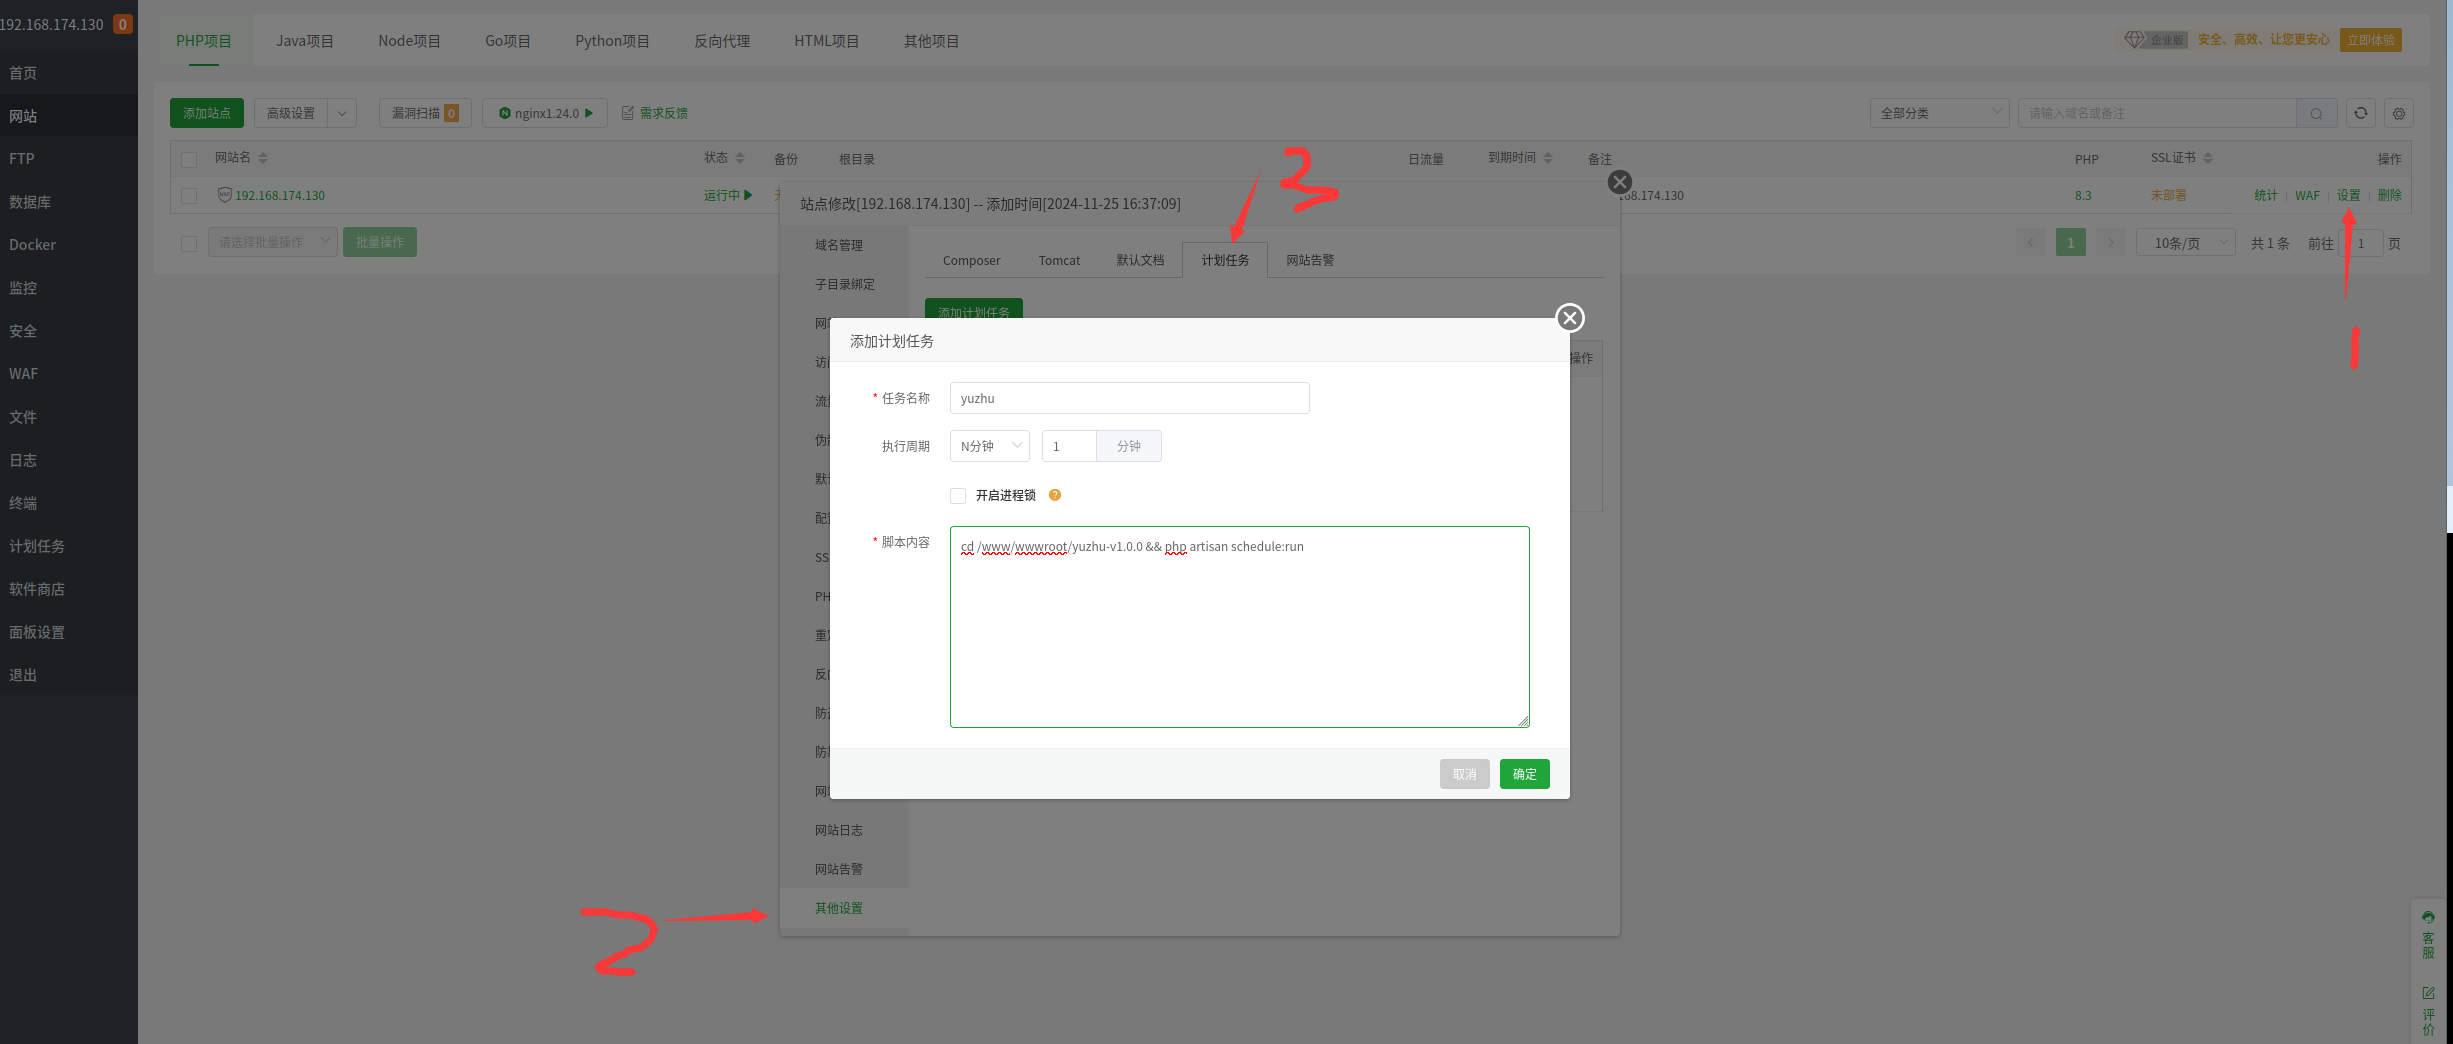 192.168.174.130 0
首页
网站
FTP
数据库
Docker
监控
安全
WAF
文件
日志
终端
计划任务
软件商店
面板设置
退出
PHP项目 Java项目 Node项目 Go项目 Python项目 反向代理 HTML项目 其他项目
企业版 安全、高效、让您更安心 立即体验
添加站点 高级设置 漏洞扫描 0 nginx1.24.0 需求反馈 全部分类 请输入域名或备注
网站名 状态 备份 根目录 日流量 到期时间 备注 PHP SSL证书 操作
192.168.174.130 运行中 68.174.130 8.3 未部署 统计 WAF 设置 删除
请选择批量操作 批量操作 1 10条/页 共 1 条 前往 1 页
3
1
2
站点修改[192.168.174.130] -- 添加时间[2024-11-25 16:37:09]
域名管理
子目录绑定
网站日志
网站告警
其他设置
Composer Tomcat 默认文档 计划任务 网站告警
添加计划任务
操作
添加计划任务
* 任务名称 yuzhu
执行周期 N分钟 1 分钟
开启进程锁 ?
* 脚本内容 cd /www/wwwroot/yuzhu-v1.0.0 && php artisan schedule:run
取消 确定
客服
评价